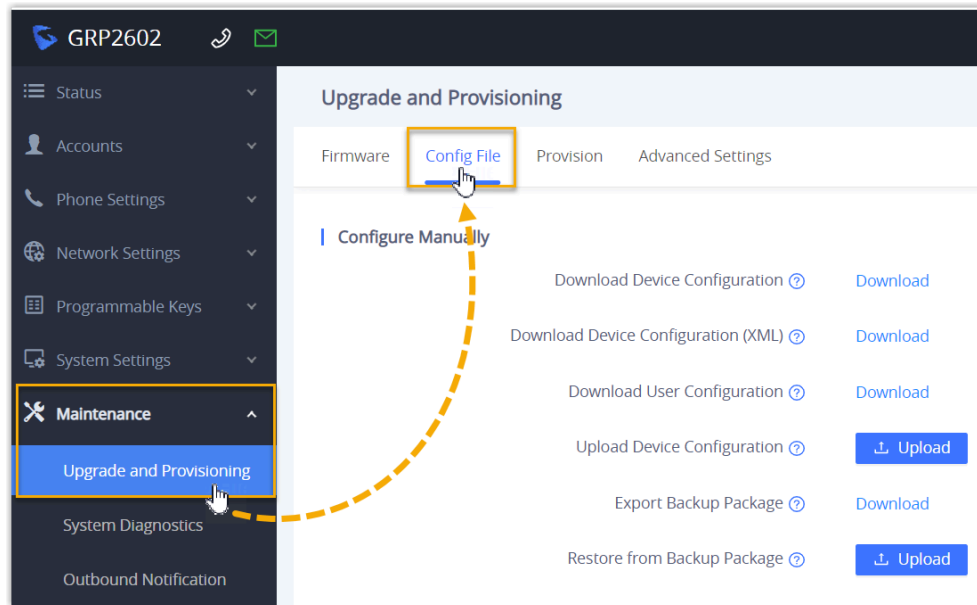 GRP2602
Status
Accounts
Phone Settings
Network Settings
Programmable Keys
System Settings
Maintenance
Upgrade and Provisioning
System Diagnostics
Outbound Notification
Upgrade and Provisioning
Firmware Config File Provision Advanced Settings
Configure Manually
Download Device Configuration ? Download
Download Device Configuration (XML) ? Download
Download User Configuration ? Download
Upload Device Configuration ? Upload
Export Backup Package ? Download
Restore from Backup Package ? Upload